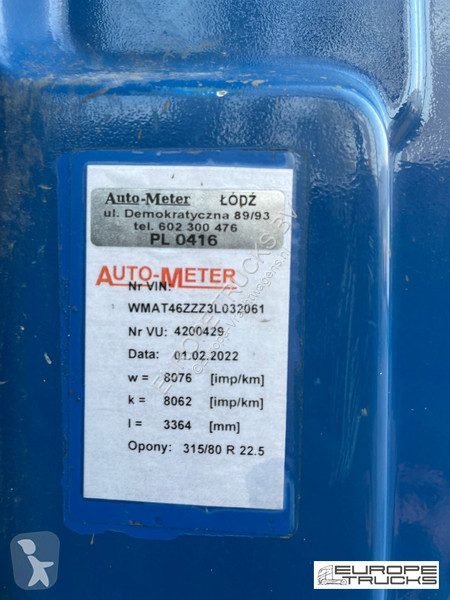 Auto-Meter ŁÓDŹ
ul. Demokratyczna 89/93
tel. 602 300 476
PL 0416
AUTO-METER
Nr VIN:
WMAT46ZZZ3L032061
Nr VU: 4200429
Data: 01.02.2022
w = 8076 [imp/km]
k = 8062 [imp/km]
l = 3364 [mm]
Opony: 315/80 R 22.5
EUROPE
TRUCKS